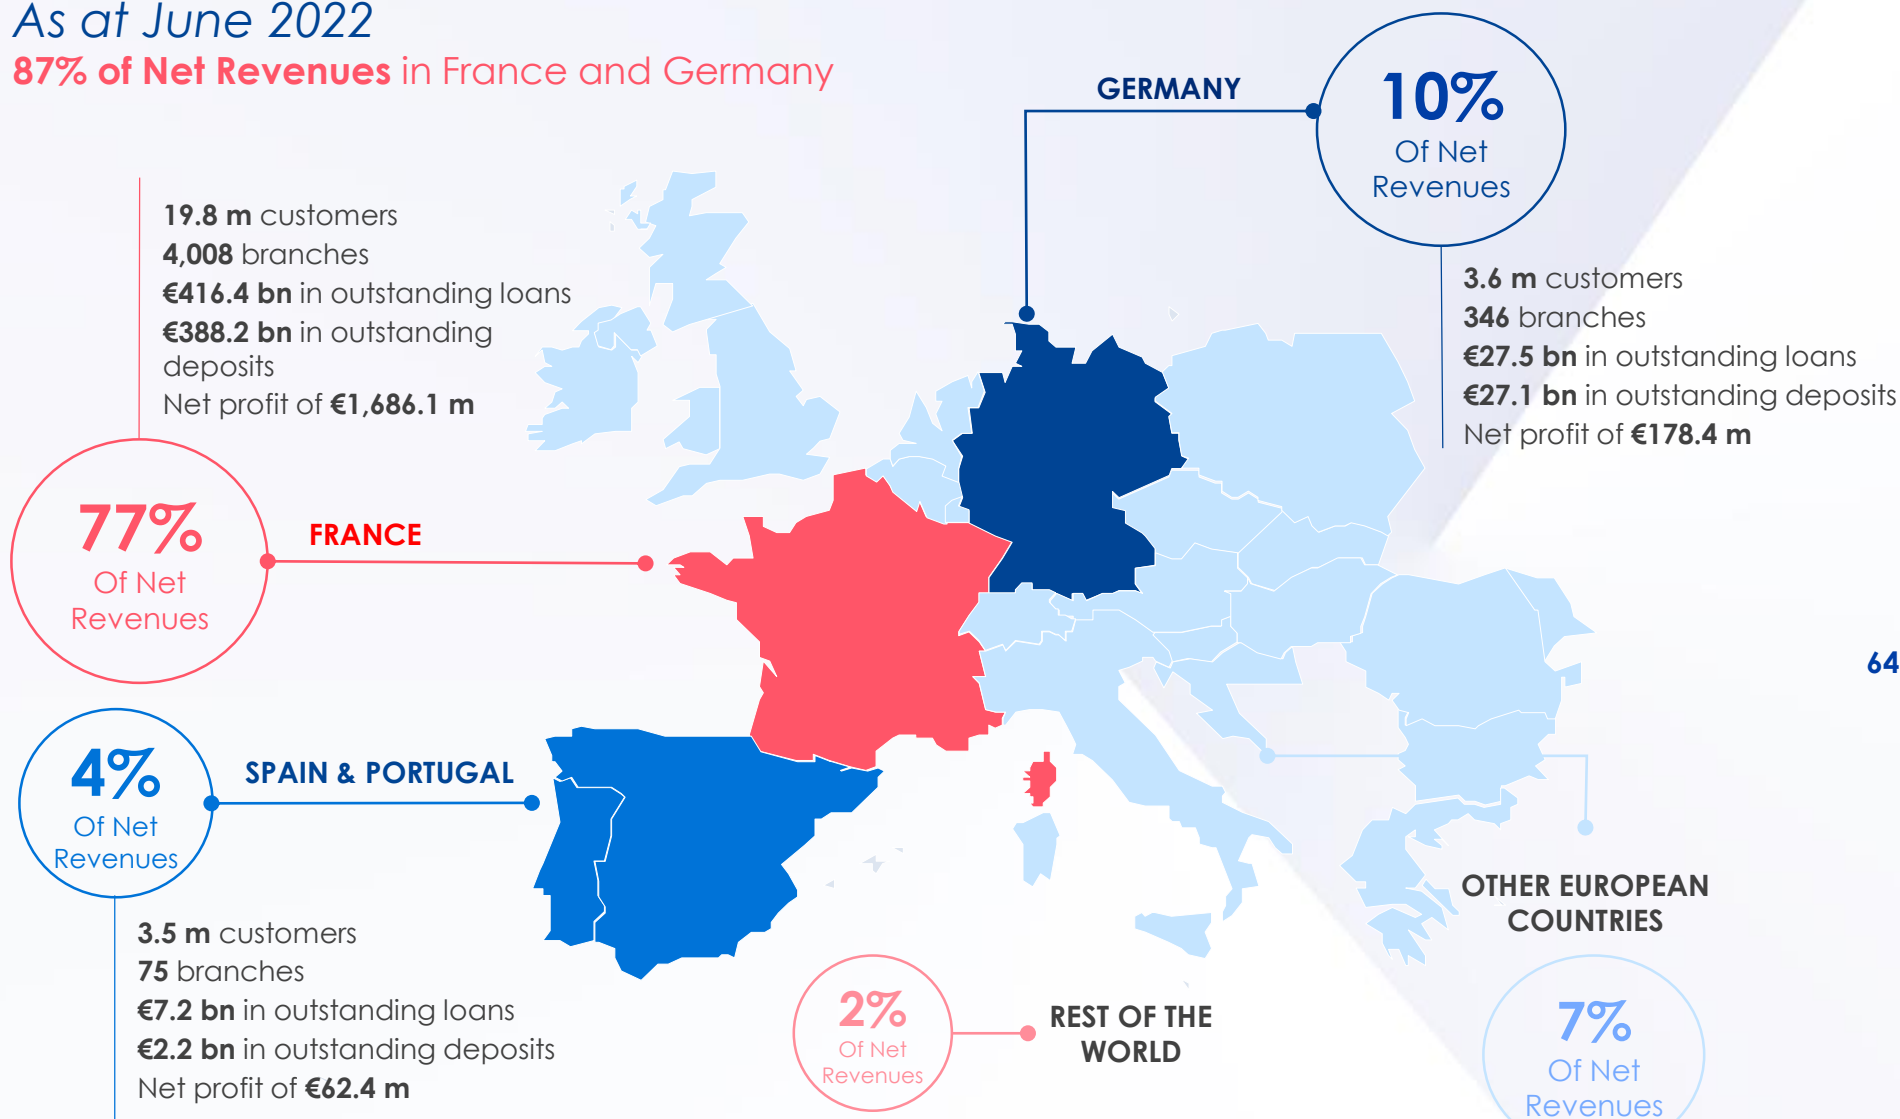 As at June 2022
87% of Net Revenues in France and Germany
GERMANY
10%
Of Net
Revenues
3.6 m customers
346 branches
€27.5 bn in outstanding loans
€27.1 bn in outstanding deposits
Net profit of €178.4 m
19.8 m customers
4,008 branches
€416.4 bn in outstanding loans
€388.2 bn in outstanding
deposits
Net profit of €1,686.1 m
77%
Of Net
Revenues
FRANCE
64
4%
Of Net
Revenues
SPAIN & PORTUGAL
3.5 m customers
75 branches
€7.2 bn in outstanding loans
€2.2 bn in outstanding deposits
Net profit of €62.4 m
2%
Of Net
Revenues
REST OF THE
WORLD
OTHER EUROPEAN
COUNTRIES
7%
Of Net
Revenues